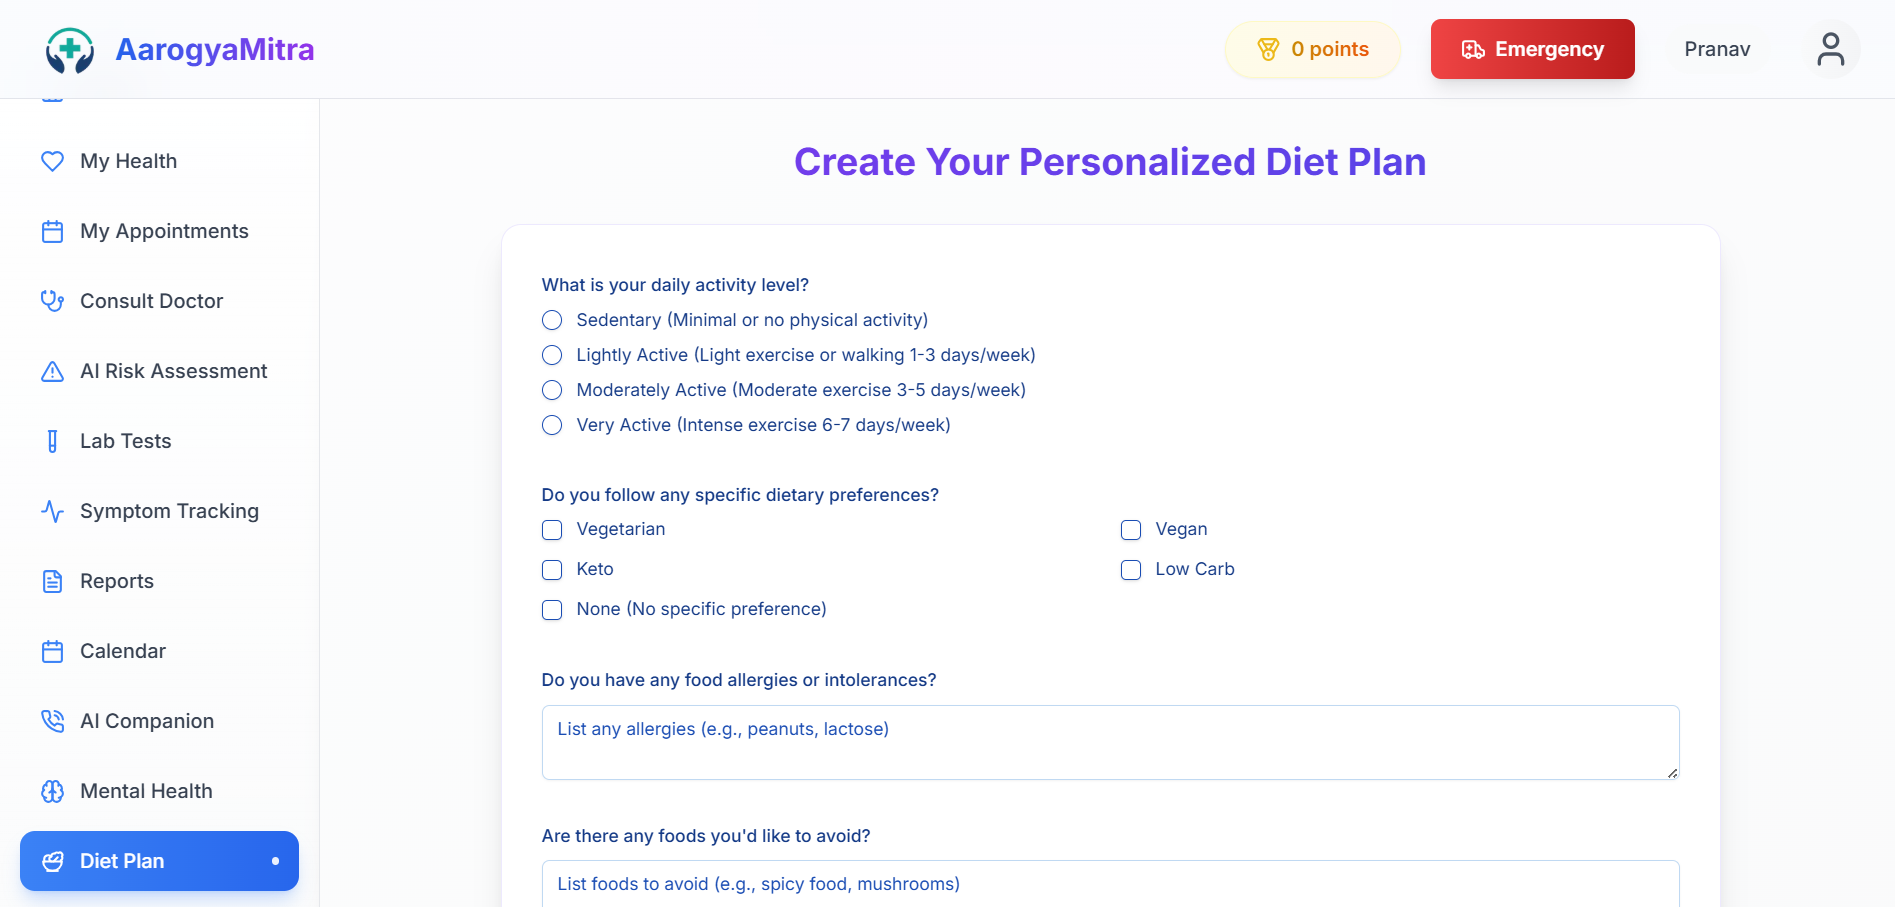 AarogyaMitra
0 points
Emergency
Pranav
My Health
My Appointments
Consult Doctor
AI Risk Assessment
Lab Tests
Symptom Tracking
Reports
Calendar
AI Companion
Mental Health
Diet Plan
Create Your Personalized Diet Plan
What is your daily activity level?
Sedentary (Minimal or no physical activity)
Lightly Active (Light exercise or walking 1-3 days/week)
Moderately Active (Moderate exercise 3-5 days/week)
Very Active (Intense exercise 6-7 days/week)
Do you follow any specific dietary preferences?
Vegetarian
Vegan
Keto
Low Carb
None (No specific preference)
Do you have any food allergies or intolerances?
List any allergies (e.g., peanuts, lactose)
Are there any foods you'd like to avoid?
List foods to avoid (e.g., spicy food, mushrooms)